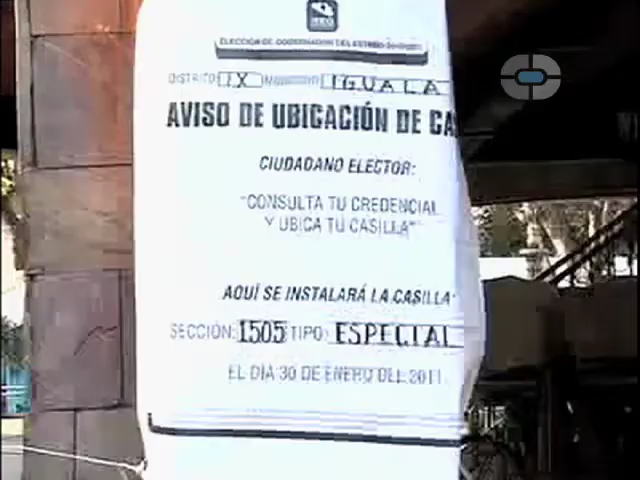 ELECCIÓN DE GOBERNADOR DEL ESTADO
DISTRITO IX MUNICIPIO IGUALA
AVISO DE UBICACIÓN DE CA
CIUDADANO ELECTOR:
"CONSULTA TU CREDENCIAL
Y UBICA TU CASILLA"
AQUÍ SE INSTALARÁ LA CASILLA
SECCIÓN: 1505 TIPO: ESPECIAL
EL DÍA 30 DE ENERO DEL 2011